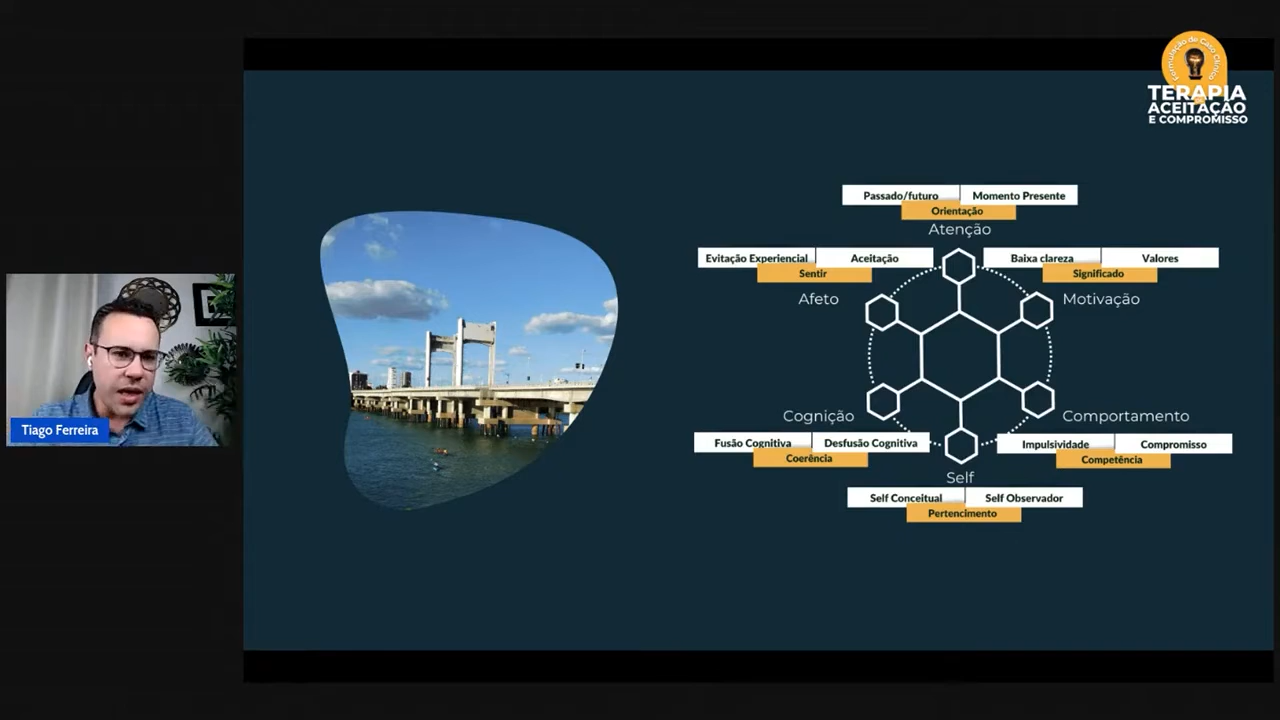 Formulação de Caso Clínico
TERAPIA
ACEITAÇÃO
E COMPROMISSO
Passado/futuro Momento Presente
Orientação
Atenção
Evitação Experiencial Aceitação
Sentir
Baixa clareza Valores
Significado
Afeto
Motivação
Cognição
Comportamento
Fusão Cognitiva Desfusão Cognitiva
Coerência
Impulsividade Compromisso
Competência
Self
Self Conceitual Self Observador
Pertencimento
Tiago Ferreira